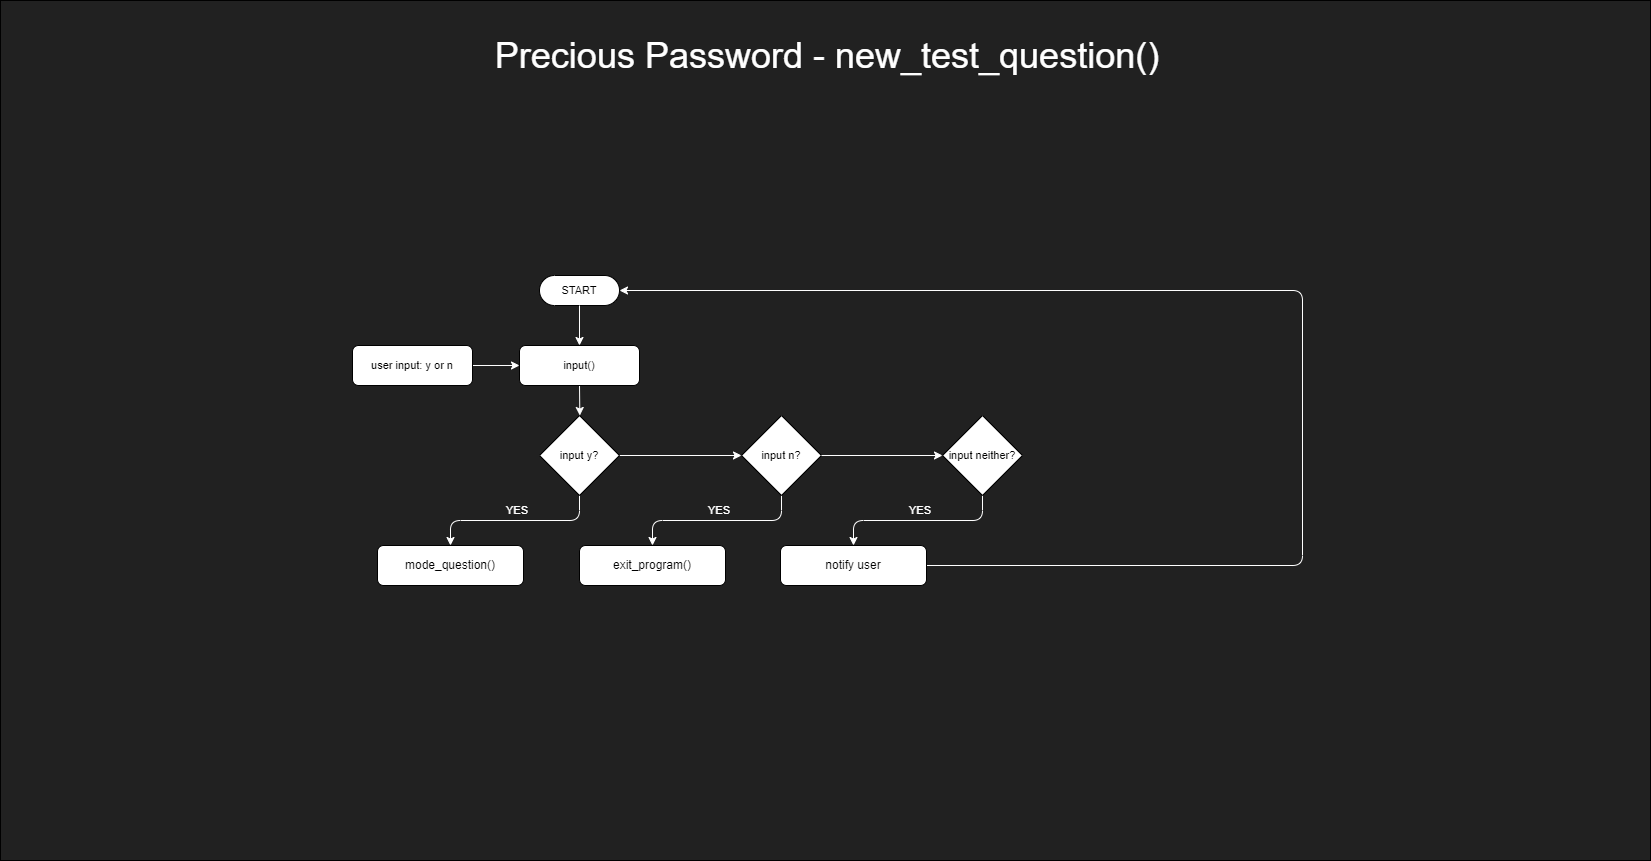 Precious Password - new_test_question()
START
user input: y or n
input()
input y?
input n?
input neither?
YES
YES
YES
mode_question()
exit_program()
notify user